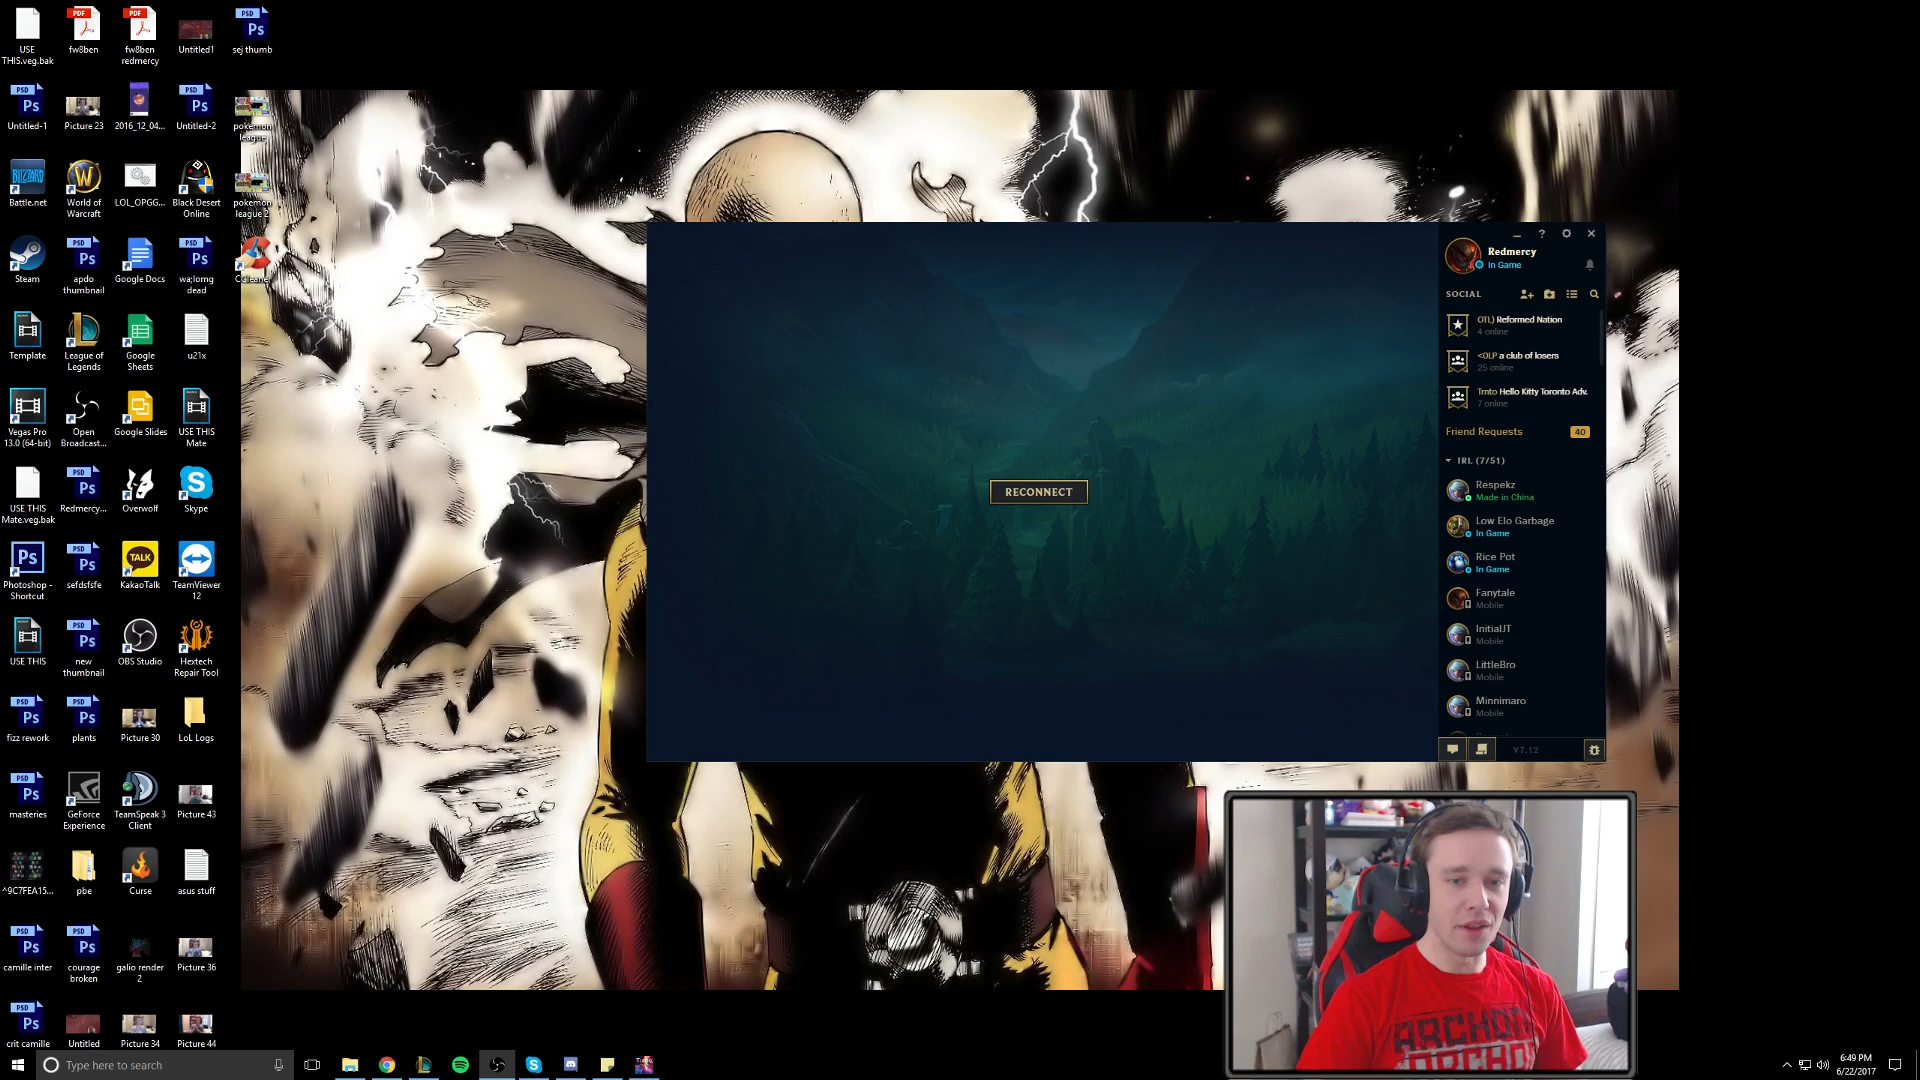 USE
THIS.veg.bak
fw8ben
fw8ben
redmercy
Untitled1
sej thumb
Untitled-1
Picture 23
2016_12_04...
Untitled-2
pokemon
league
Battle.net
World of
Warcraft
LOL_OPGG...
Black Desert
Online
pokemon
league 2
Steam
apdo
thumbnail
Google Docs
wa;lomg
dead
CCleaner
Template
League of
Legends
Google
Sheets
u21x
Vegas Pro
13.0 (64-bit)
Open
Broadcast...
Google Slides
USE THIS
Mate
USE THIS
Mate.veg.bak
Redmercy...
Overwolf
Skype
Photoshop -
Shortcut
sefdsfsfe
KakaoTalk
TeamViewer
12
USE THIS
new
thumbnail
OBS Studio
Hextech
Repair Tool
fizz rework
plants
Picture 30
LoL Logs
masteries
GeForce
Experience
TeamSpeak 3
Client
Picture 43
^9C7FEA15...
pbe
Curse
asus stuff
camille inter
courage
broken
galio render
2
Picture 36
crit camille
Untitled
Picture 34
Picture 44
RECONNECT
Redmercy
In Game
SOCIAL
OTL) Reformed Nation
4 online
<OLP a club of losers
25 online
Trnto Hello Kitty Toronto Adv.
7 online
Friend Requests 40
IRL (7/51)
Respekz
Made in China
Low Elo Garbage
In Game
Rice Pot
In Game
Fanytale
Mobile
InitialJT
Mobile
LittleBro
Mobile
Minnimaro
Mobile
V7.12
ARCHON
ARCHON
Type here to search
6:49 PM
6/22/2017